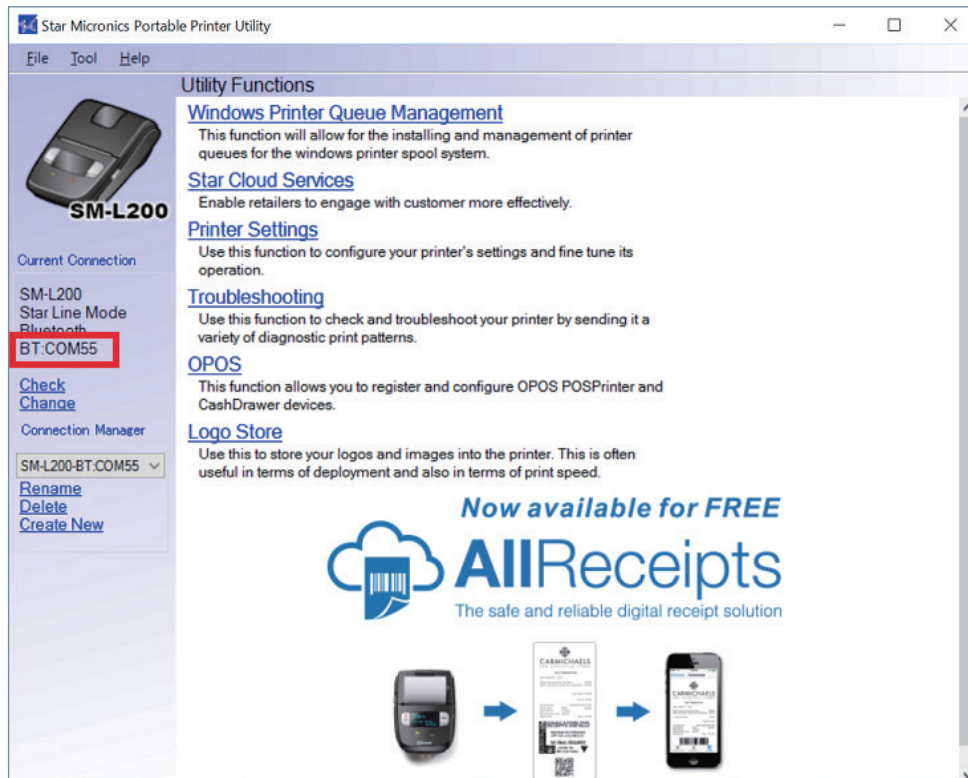 Star Micronics Portable Printer Utility
File Tool Help
Utility Functions
SM-L200
Current Connection
SM-L200
Star Line Mode
Bluetooth
BT:COM55
Check
Change
Connection Manager
SM-L200-BT:COM55
Rename
Delete
Create New
Windows Printer Queue Management
This function will allow for the installing and management of printer
queues for the windows printer spool system.
Star Cloud Services
Enable retailers to engage with customer more effectively.
Printer Settings
Use this function to configure your printer's settings and fine tune its
operation.
Troubleshooting
Use this function to check and troubleshoot your printer by sending it a
variety of diagnostic print patterns.
OPOS
This function allows you to register and configure OPOS POSPrinter and
CashDrawer devices.
Logo Store
Use this to store your logos and images into the printer. This is often
useful in terms of deployment and also in terms of print speed.
Now available for FREE
AllReceipts
The safe and reliable digital receipt solution
CARMICHAELS
CARMICHAELS